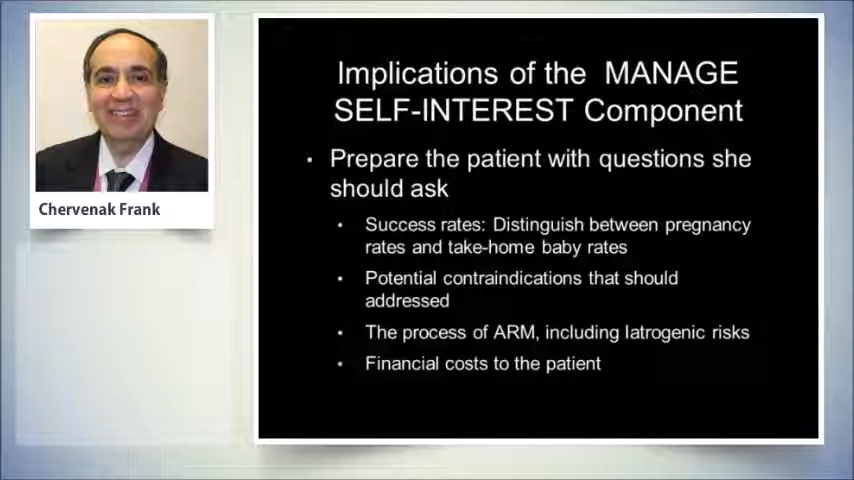 Chervenak Frank
Implications of the MANAGE
SELF-INTEREST Component
· Prepare the patient with questions she
should ask
· Success rates: Distinguish between pregnancy
rates and take-home baby rates
· Potential contraindications that should
addressed
· The process of ARM, including Iatrogenic risks
· Financial costs to the patient